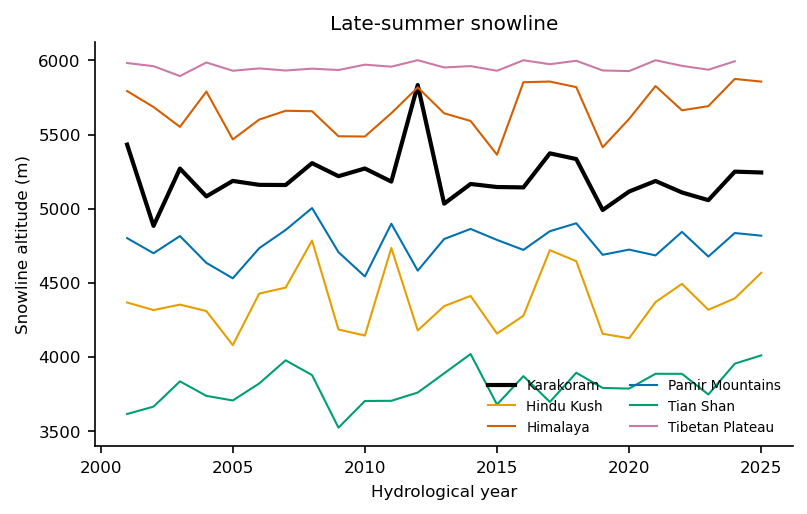 Late-summer snowline
Snowline altitude (m)
6000
5500
5000
4500
4000
3500
Karakoram
Hindu Kush
Himalaya
Pamir Mountains
Tian Shan
Tibetan Plateau
2000 2005 2010 2015 2020 2025
Hydrological year